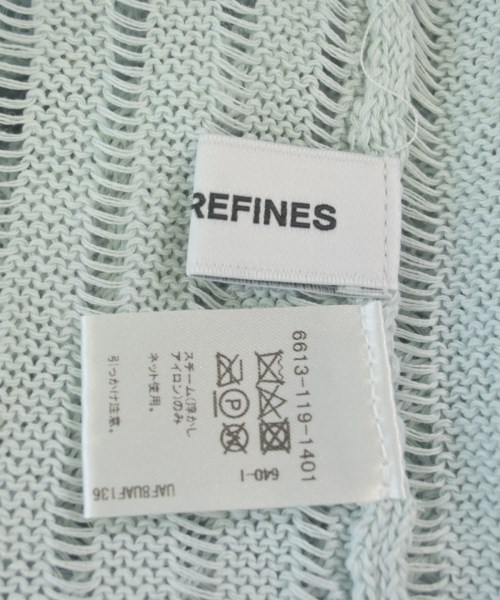 REFINES
6613-119-1401
640-1
スチーム(浮かし
アイロン)のみ
ネット使用。
引っかけ注意。
UAF8UAF136